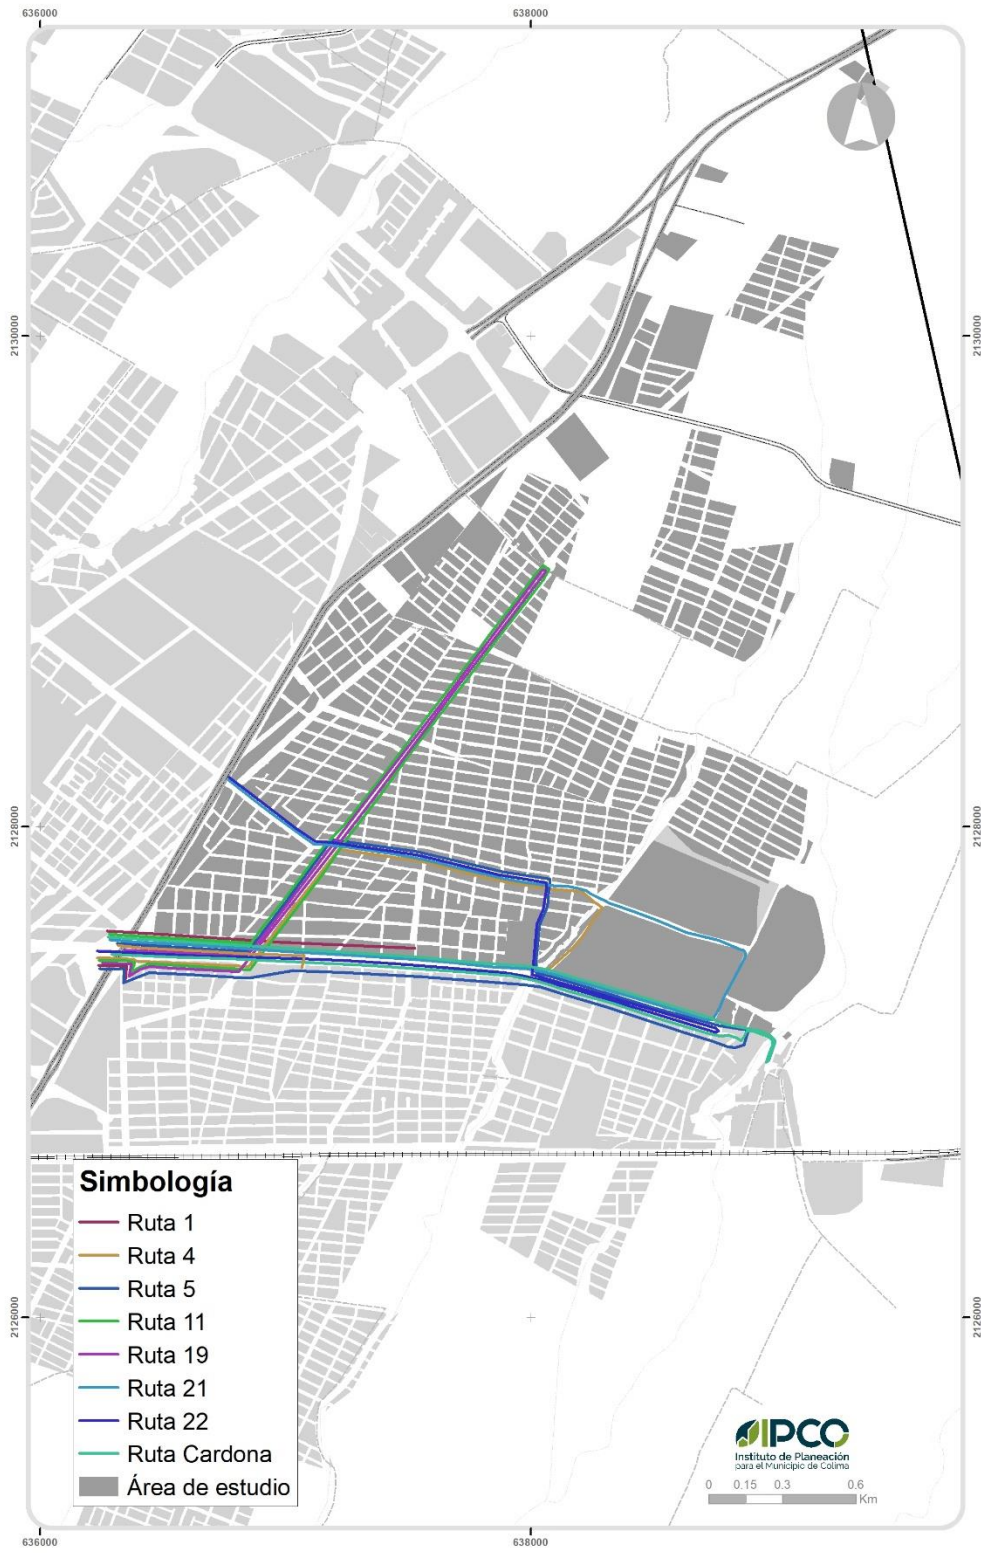 636000
638000
2130000
2130000
2128000
2128000
2126000
2126000
Simbología
Ruta 1
Ruta 4
Ruta 5
Ruta 11
Ruta 19
Ruta 21
Ruta 22
Ruta Cardona
Área de estudio
IPCO
Instituto de Planeación
para el Municipio de Colima
0 0.15 0.3 0.6
Km
636000
638000